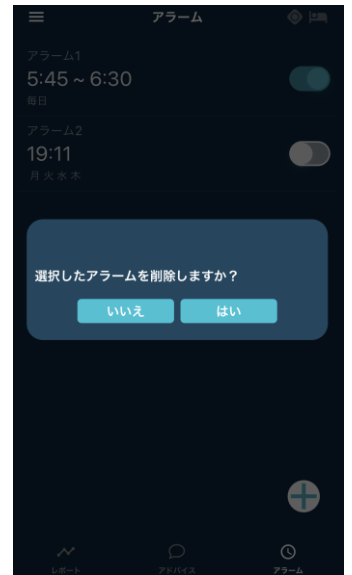 アラーム
アラーム1
5:45 ~ 6:30
毎日
アラーム2
19:11
月 火 水 木
選択したアラームを削除しますか？
いいえ はい
レポート アドバイス アラーム